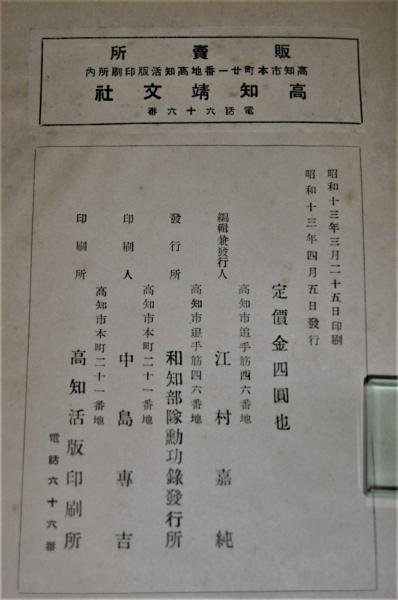 所賣販
高知市本町廿一番地高知活版印刷所内
高知靖文社
電話六十六番
昭和十三年三月二十五日印刷
昭和十三年四月五日發行
定價金四圓也
高知市追手筋四六番地
編輯兼發行人 江村嘉純
高知市追手筋四六番地
發行所 和知部隊勳功錄發行所
高知市本町二十一番地
印刷人 中島專吉
高知市本町二十一番地
印刷所 高知活版印刷所
電話六十六番